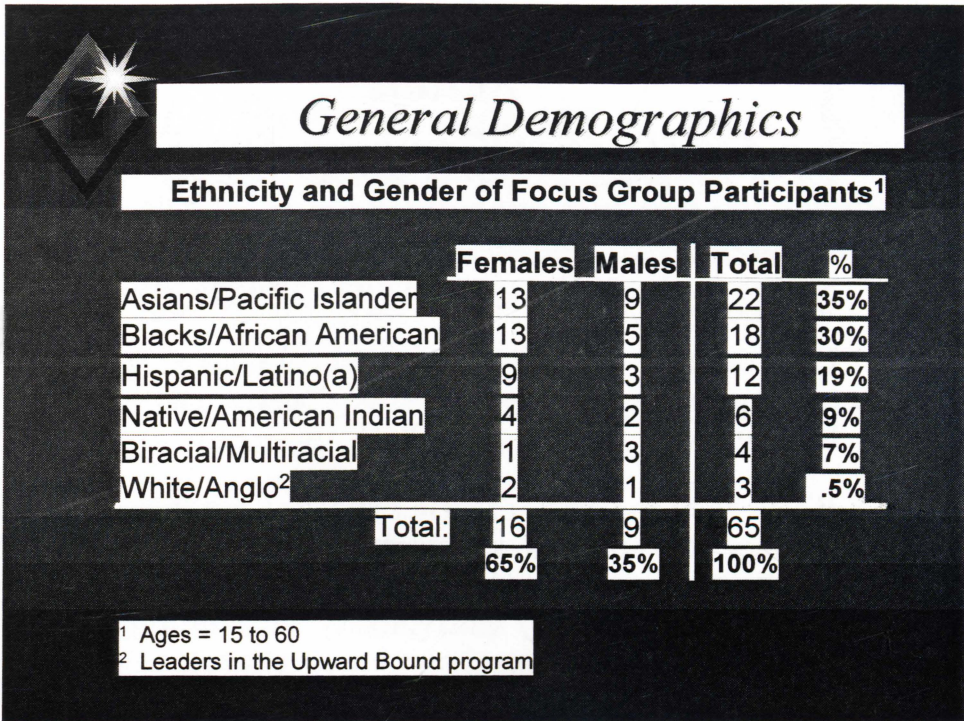 General Demographics
Ethnicity and Gender of Focus Group Participants¹
Females Males Total %
Asians/Pacific Islander 13 9 22 35%
Blacks/African American 13 5 18 30%
Hispanic/Latino(a) 9 3 12 19%
Native/American Indian 4 2 6 9%
Biracial/Multiracial 1 3 4 7%
White/Anglo² 2 1 3 .5%
Total: 16 9 65
65% 35% 100%
¹ Ages = 15 to 60
² Leaders in the Upward Bound program